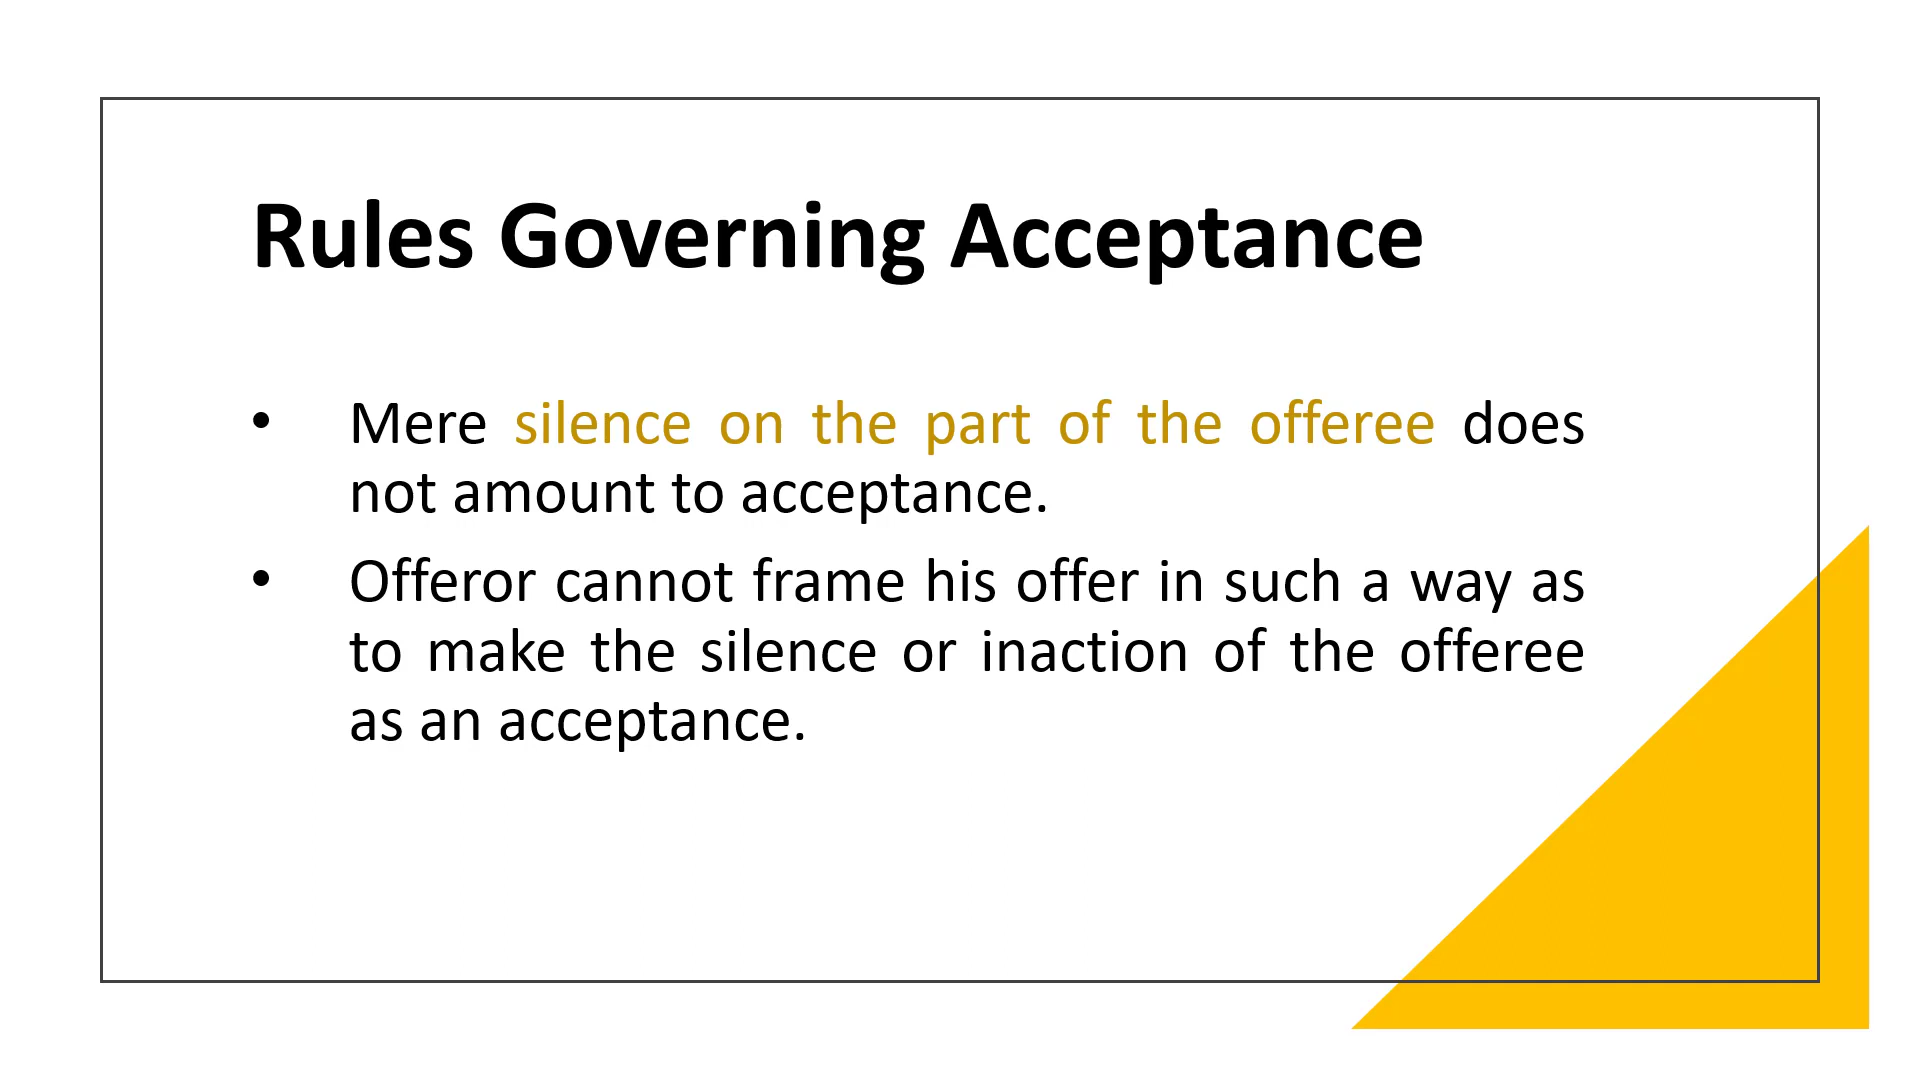 Rules Governing Acceptance
• Mere silence on the part of the offeree does
not amount to acceptance.
• Offeror cannot frame his offer in such a way as
to make the silence or inaction of the offeree
as an acceptance.